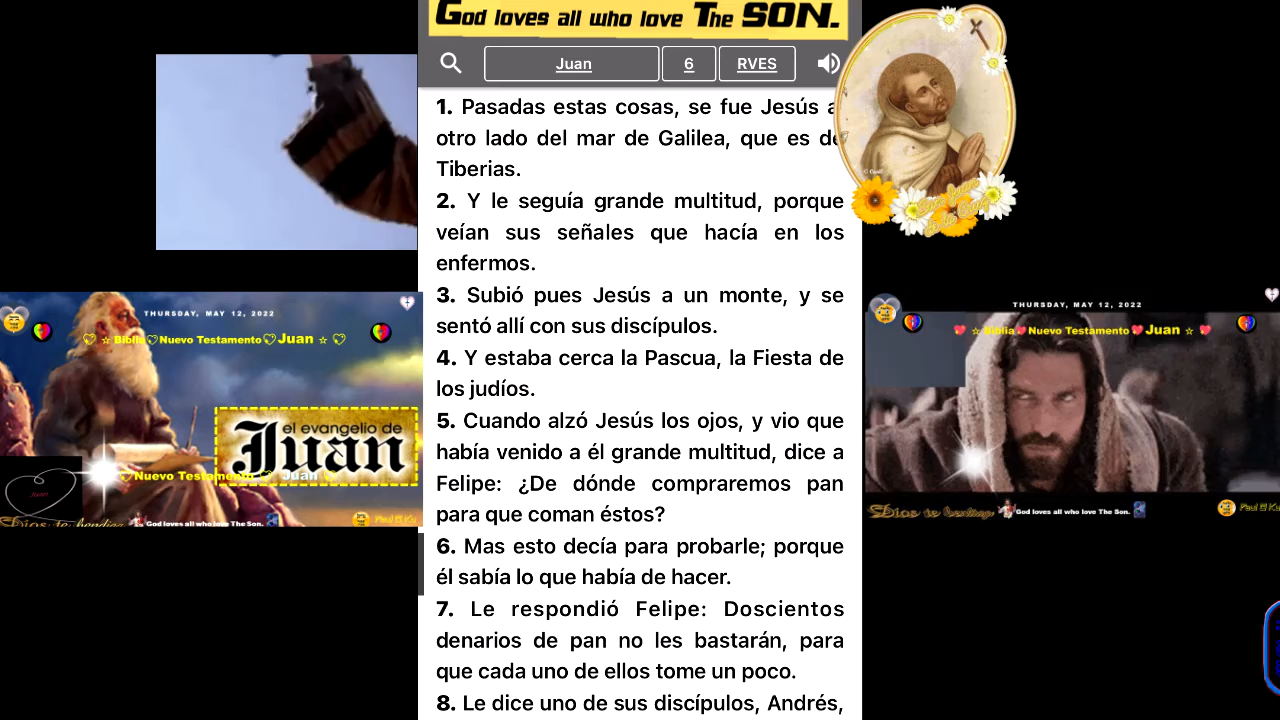 God loves all who love The SON.
Juan 6 RVES
1. Pasadas estas cosas, se fue Jesús a
otro lado del mar de Galilea, que es de
Tiberias.
2. Y le seguía grande multitud, porque
veían sus señales que hacía en los
enfermos.
3. Subió pues Jesús a un monte, y se
sentó allí con sus discípulos.
4. Y estaba cerca la Pascua, la Fiesta de
los judíos.
5. Cuando alzó Jesús los ojos, y vio que
había venido a él grande multitud, dice a
Felipe: ¿De dónde compraremos pan
para que coman éstos?
6. Mas esto decía para probarle; porque
él sabía lo que había de hacer.
7. Le respondió Felipe: Doscientos
denarios de pan no les bastarán, para
que cada uno de ellos tome un poco.
8. Le dice uno de sus discípulos, Andrés,
THURSDAY, MAY 12, 2022
☆ Biblia Nuevo Testamento Juan ☆
el evangelio de
Juan
Nuevo Testamento Juan
Juan
Dios te bendiga
God loves all who love The Son.
THURSDAY, MAY 12, 2022
☆ Biblia Nuevo Testamento Juan ☆
Dios te bendiga
God loves all who love The Son.